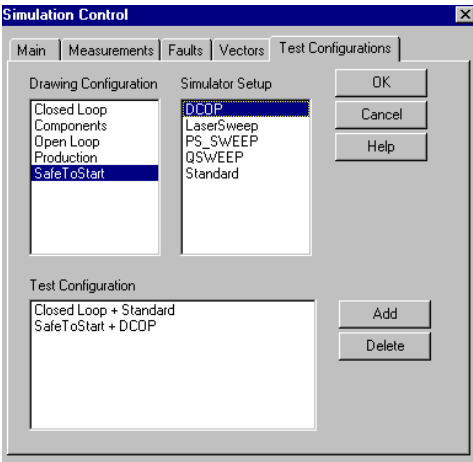 Simulation Control
Main Measurements Faults Vectors Test Configurations
Drawing Configuration Simulator Setup OK
Closed Loop DCOP
Components LaserSweep Cancel
Open Loop PS_SWEEP
Production QSWEEP Help
SafeToStart Standard
Test Configuration
Closed Loop + Standard Add
SafeToStart + DCOP
Delete